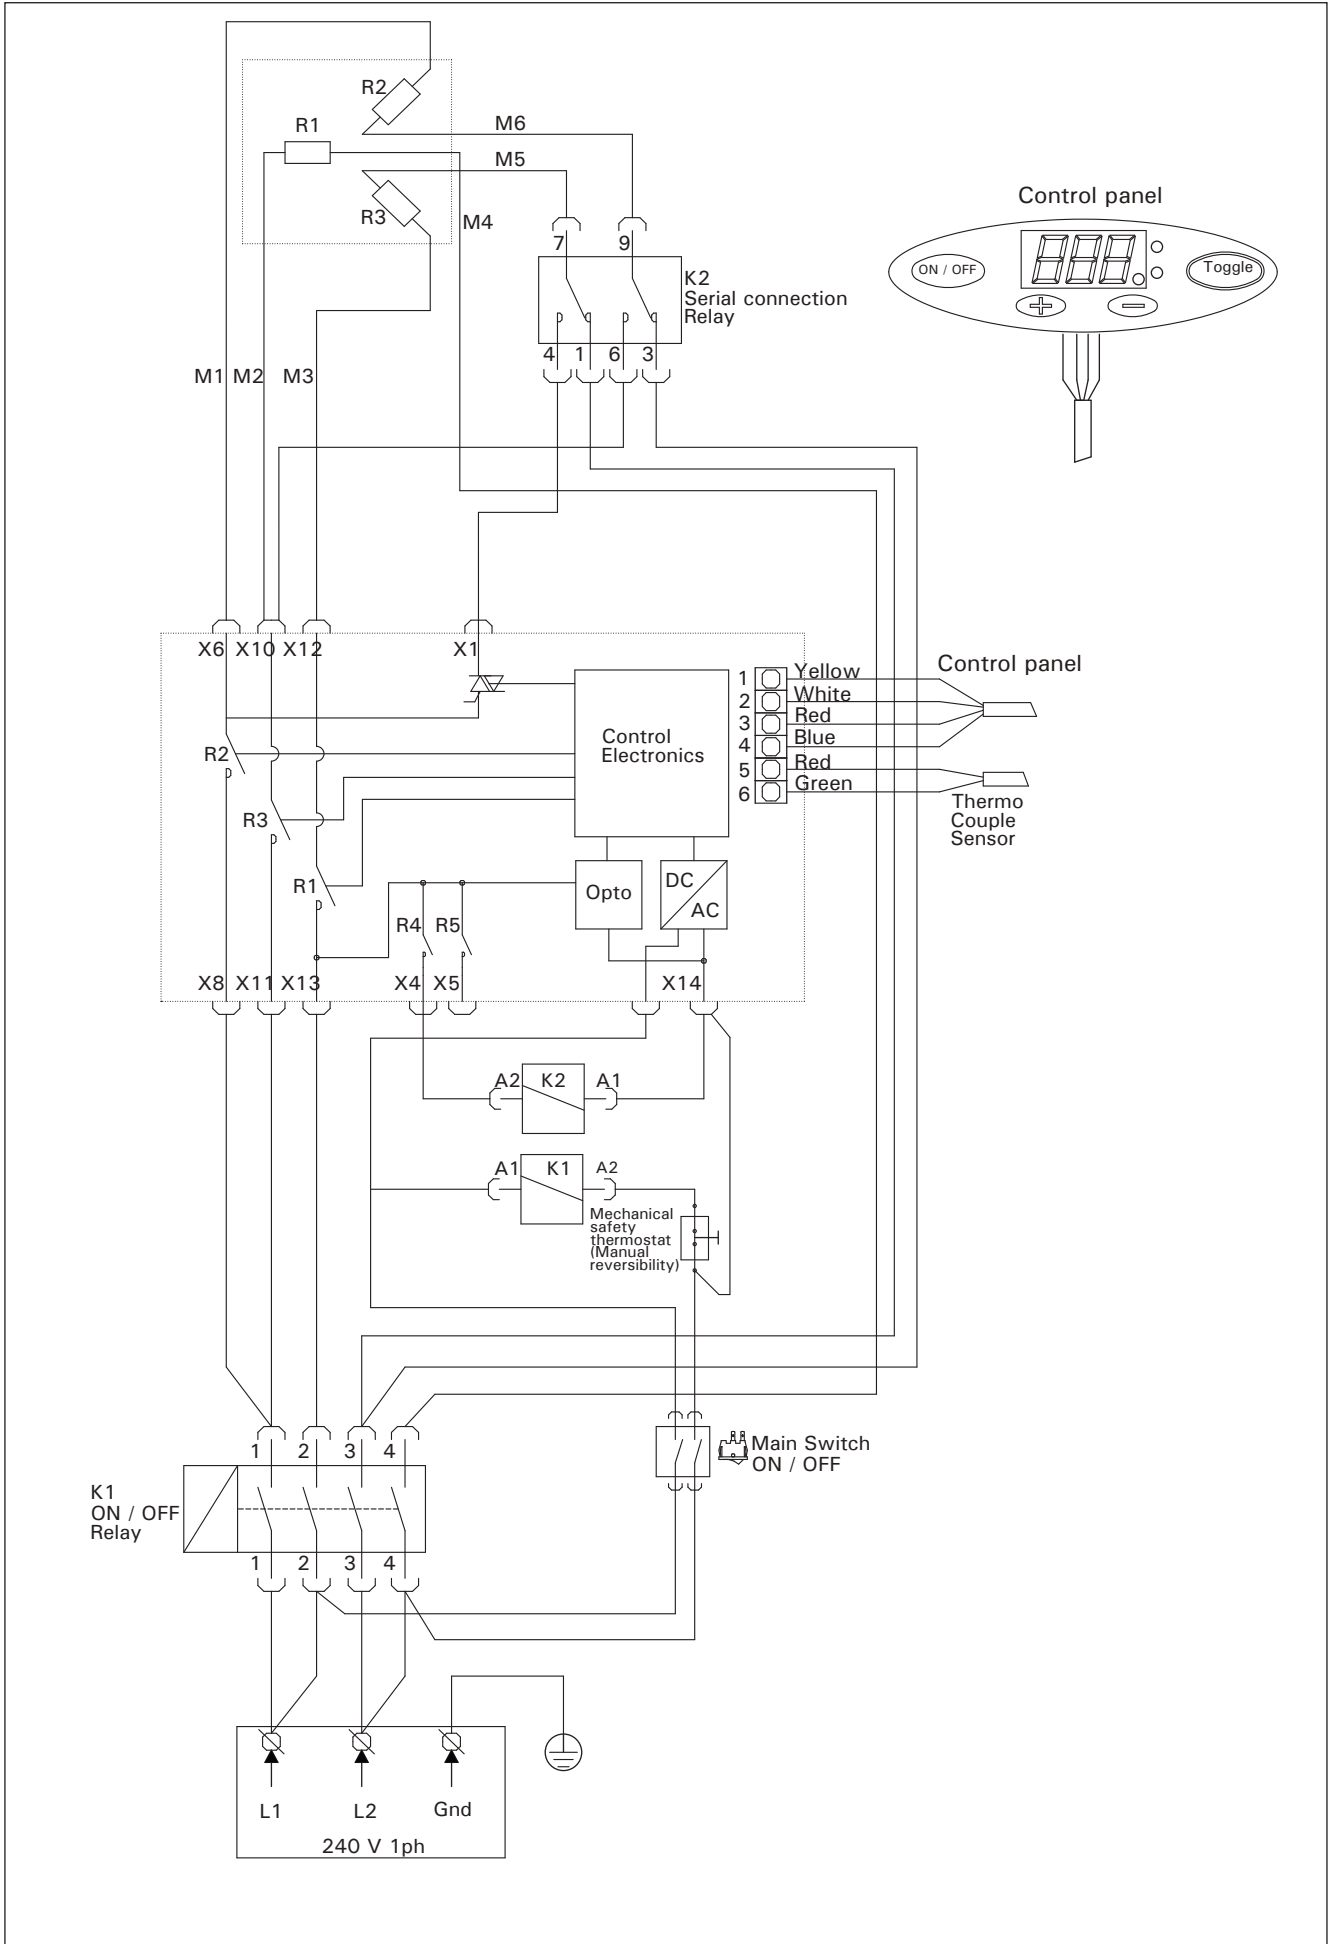 R2
R1
M6
M5
R3
M4
7
9
K2
Serial connection
Relay
4
1
6
3
M1
M2
M3
Control panel
ON / OFF
Toggle
X6
X10
X12
X1
R2
R3
R1
Control
Electronics
1
2
3
4
5
6
Yellow
White
Red
Blue
Red
Green
Control panel
Thermo
Couple
Sensor
Opto
DC
AC
R4
R5
X8
X11
X13
X4
X5
X14
A2
K2
A1
A1
K1
A2
Mechanical
safety
thermostat
(Manual
reversibility)
Main Switch
ON / OFF
1
2
3
4
K1
ON / OFF
Relay
1
2
3
4
L1
L2
Gnd
240 V 1ph